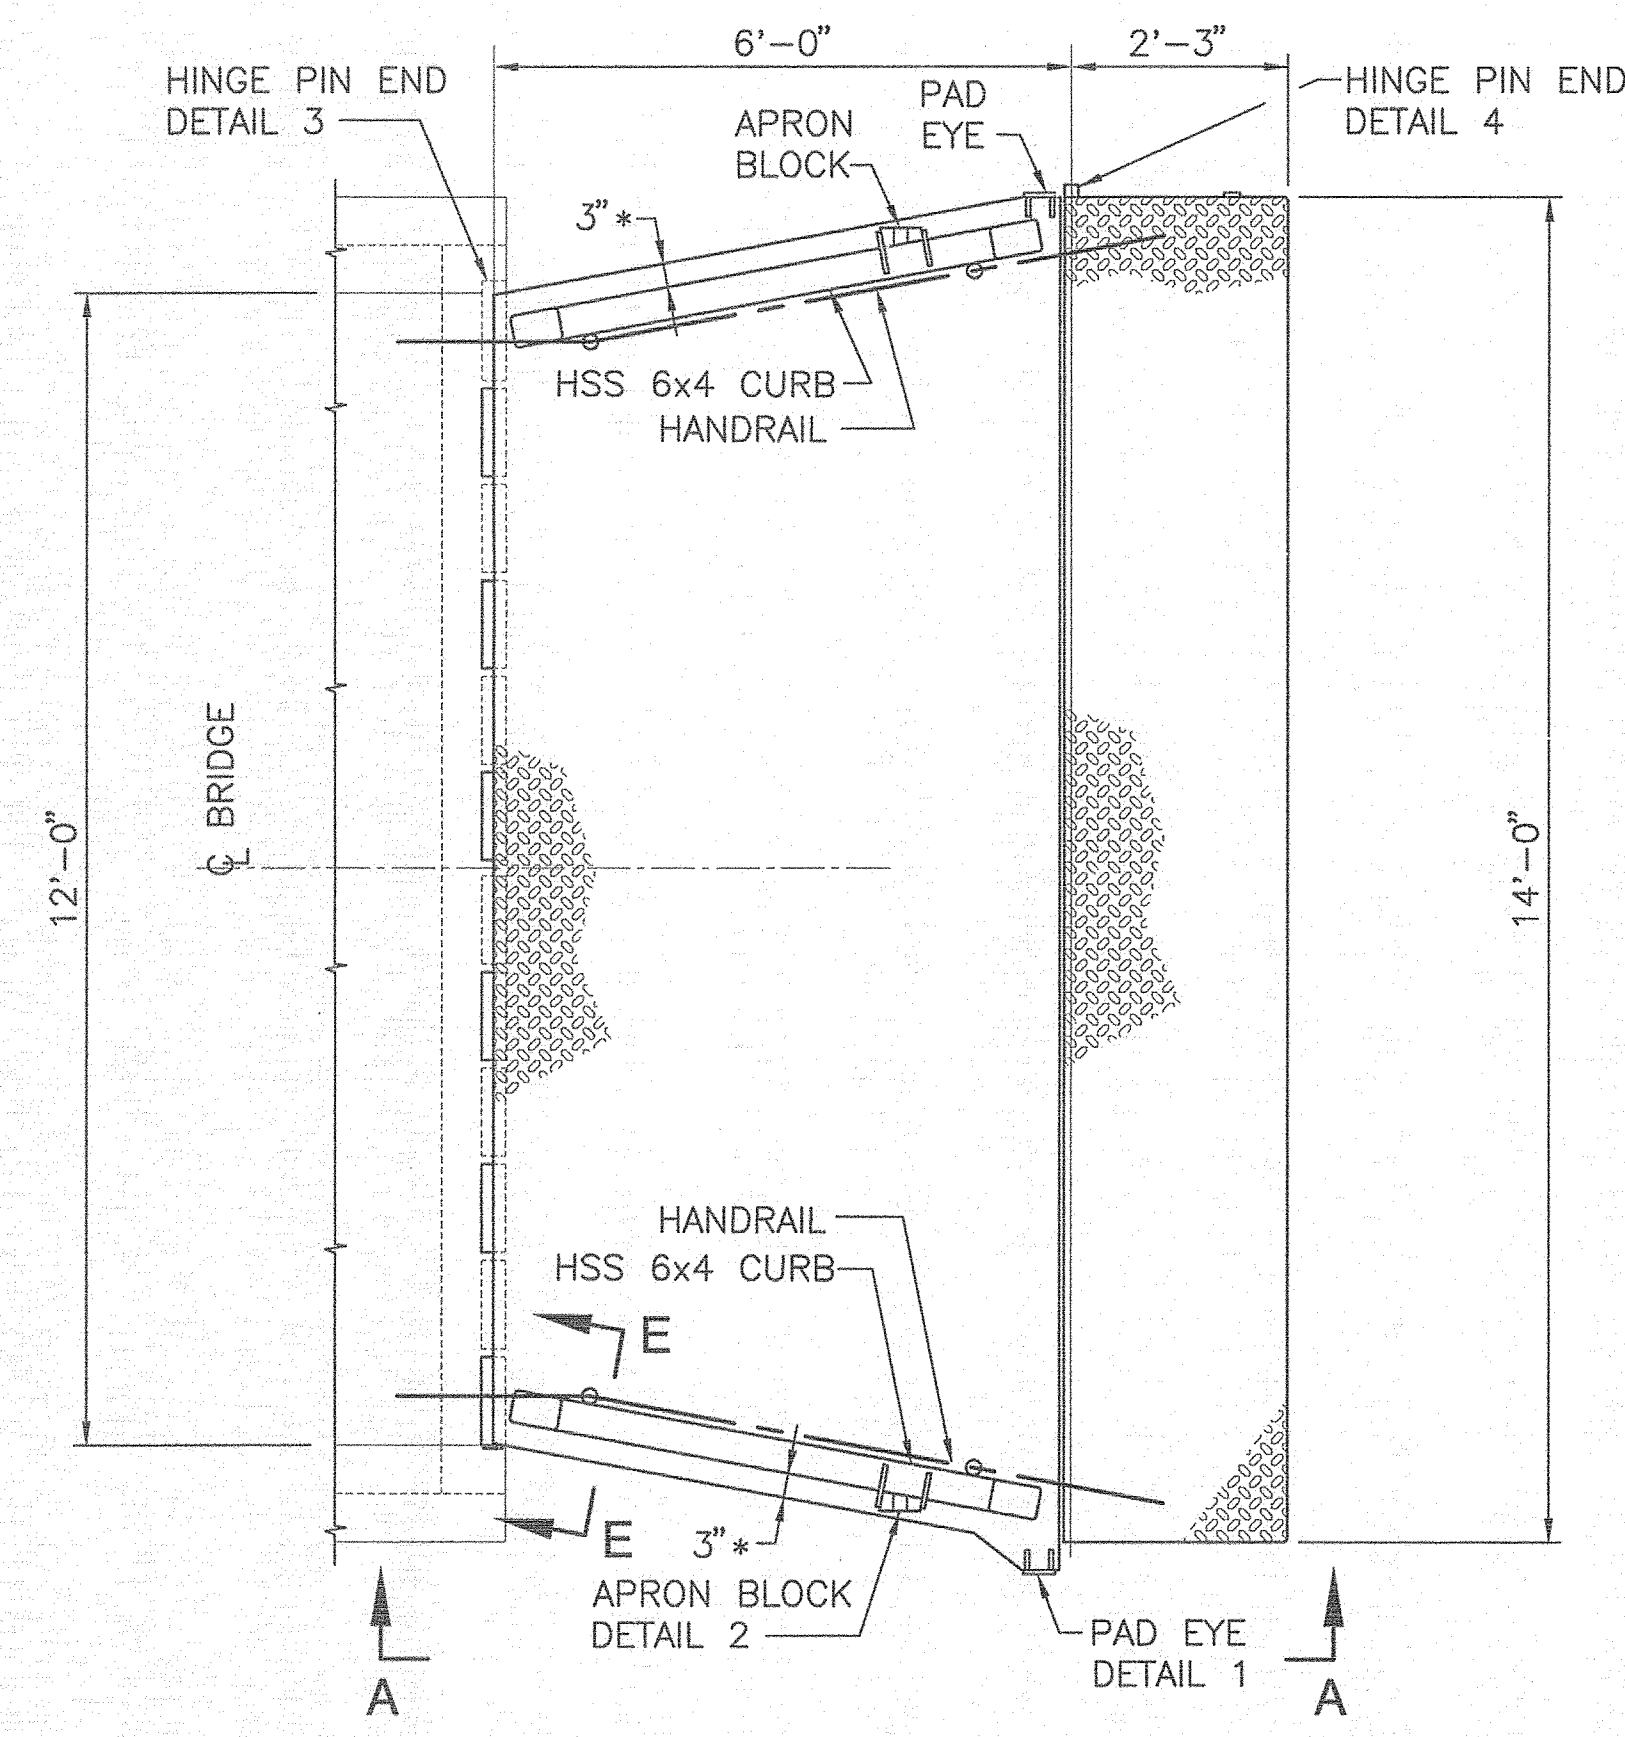 6'-0"
2'-3"
HINGE PIN END
DETAIL 3
PAD
EYE
HINGE PIN END
DETAIL 4
APRON
BLOCK
3"*
HSS 6x4 CURB
HANDRAIL
℄ BRIDGE
12'-0"
14'-0"
HANDRAIL
HSS 6x4 CURB
E
E
3"*
APRON BLOCK
DETAIL 2
PAD EYE
DETAIL 1
A
A